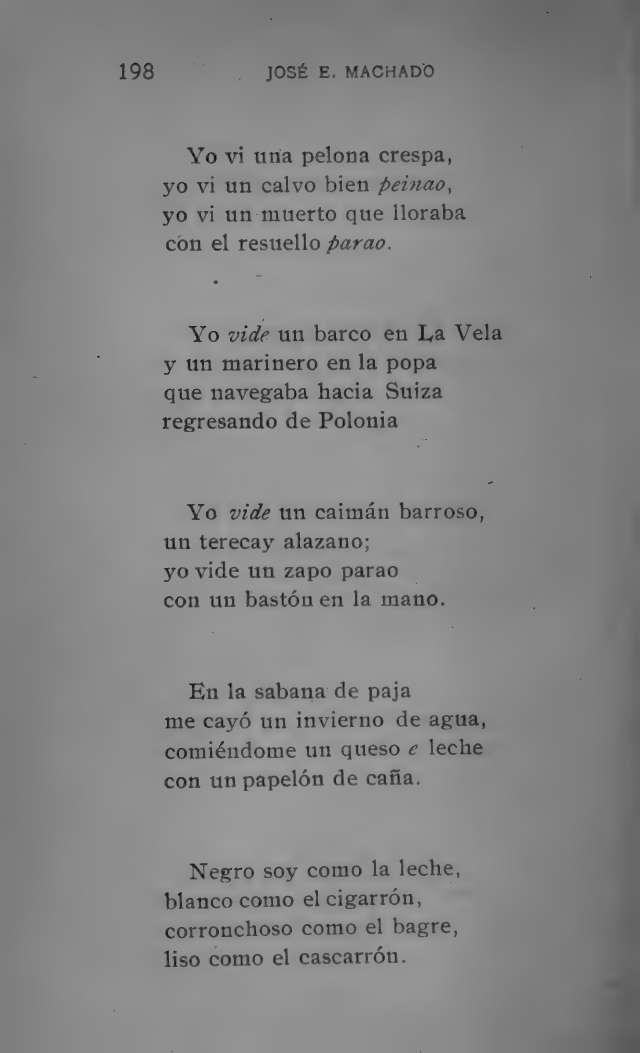 198 JOSÉ E. MACHADO
Yo vi una pelona crespa,
yo vi un calvo bien peinao,
yo vi un muerto que lloraba
con el resuello parao.
Yo vide un barco en La Vela
y un marinero en la popa
que navegaba hacia Suiza
regresando de Polonia
Yo vide un caimán barroso,
un terecay alazano;
yo vide un zapo parao
con un bastón en la mano.
En la sabana de paja
me cayó un invierno de agua,
comiéndome un queso e leche
con un papelón de caña.
Negro soy como la leche,
blanco como el cigarrón,
corronchoso como el bagre,
liso como el cascarrón.